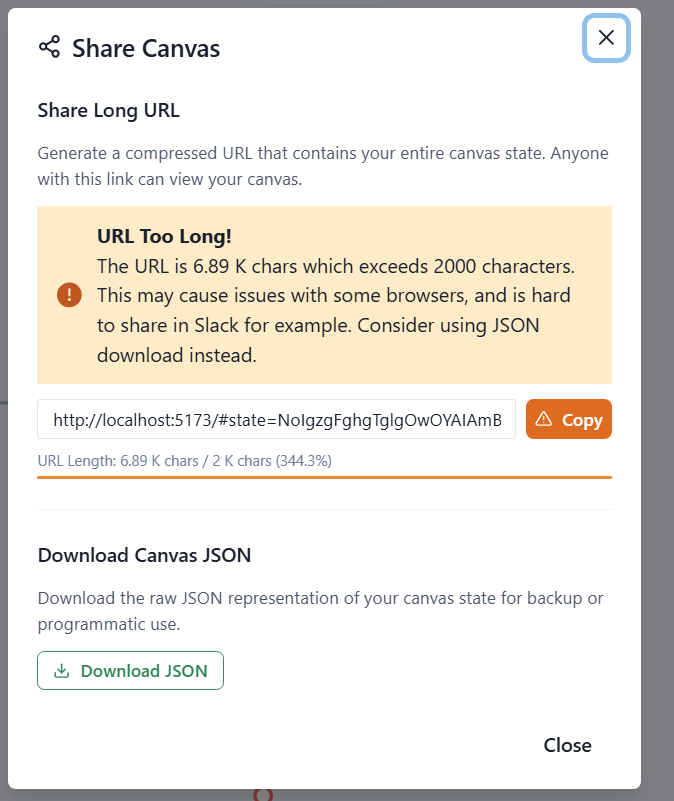 Share Canvas
Share Long URL
Generate a compressed URL that contains your entire canvas state. Anyone
with this link can view your canvas.
URL Too Long!
The URL is 6.89 K chars which exceeds 2000 characters.
This may cause issues with some browsers, and is hard
to share in Slack for example. Consider using JSON
download instead.
http://localhost:5173/#state=NoIgzgFghgTglgOwOYAIAmB
Copy
URL Length: 6.89 K chars / 2 K chars (344.3%)
Download Canvas JSON
Download the raw JSON representation of your canvas state for backup or
programmatic use.
Download JSON
Close